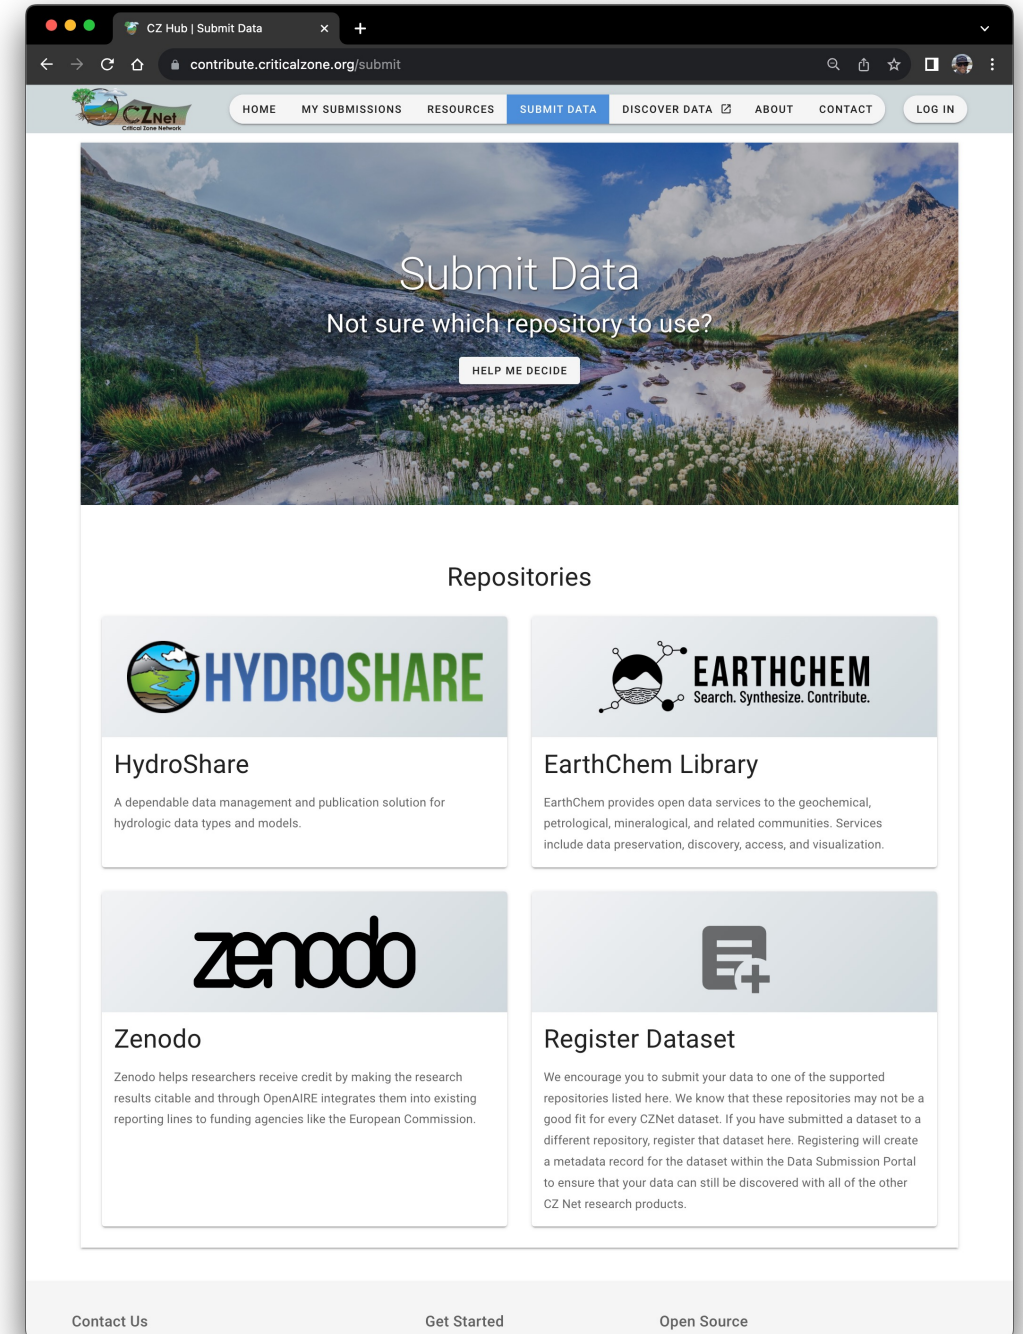 CZ Hub | Submit Data
contribute.criticalzone.org/submit
CZNet
Critical Zone Network
HOME MY SUBMISSIONS RESOURCES SUBMIT DATA DISCOVER DATA ABOUT CONTACT LOG IN
Submit Data
Not sure which repository to use?
HELP ME DECIDE
Repositories
HYDROSHARE
HydroShare
A dependable data management and publication solution for
hydrologic data types and models.
EARTHCHEM
Search. Synthesize. Contribute.
EarthChem Library
EarthChem provides open data services to the geochemical,
petrological, mineralogical, and related communities. Services
include data preservation, discovery, access, and visualization.
zenodo
Zenodo
Zenodo helps researchers receive credit by making the research
results citable and through OpenAIRE integrates them into existing
reporting lines to funding agencies like the European Commission.
Register Dataset
We encourage you to submit your data to one of the supported
repositories listed here. We know that these repositories may not be a
good fit for every CZNet dataset. If you have submitted a dataset to a
different repository, register that dataset here. Registering will create
a metadata record for the dataset within the Data Submission Portal
to ensure that your data can still be discovered with all of the other
CZ Net research products.
Contact Us Get Started Open Source